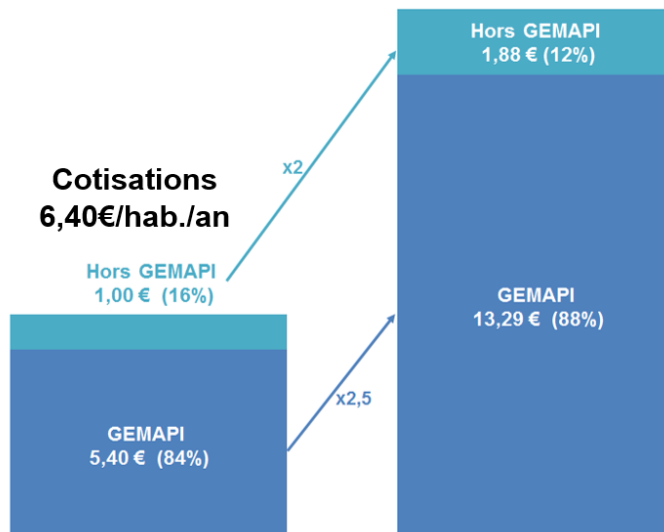 Cotisations
6,40€/hab./an
Hors GEMAPI
1,00 € (16%)
GEMAPI
5,40 € (84%)
x2
x2,5
Hors GEMAPI
1,88 € (12%)
GEMAPI
13,29 € (88%)